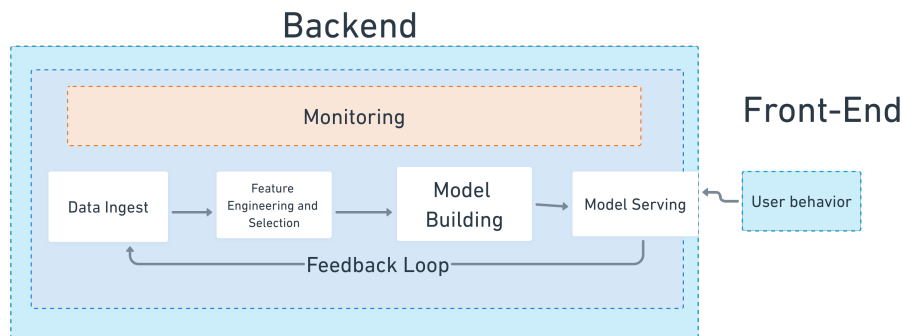 Backend
Monitoring
Front-End
Data Ingest
Feature
Engineering and
Selection
Model
Building
Model Serving
User behavior
Feedback Loop